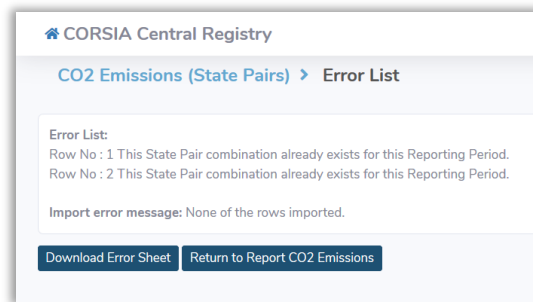 CORSIA Central Registry
CO2 Emissions (State Pairs) > Error List
Error List:
Row No : 1 This State Pair combination already exists for this Reporting Period.
Row No : 2 This State Pair combination already exists for this Reporting Period.
Import error message: None of the rows imported.
Download Error Sheet Return to Report CO2 Emissions